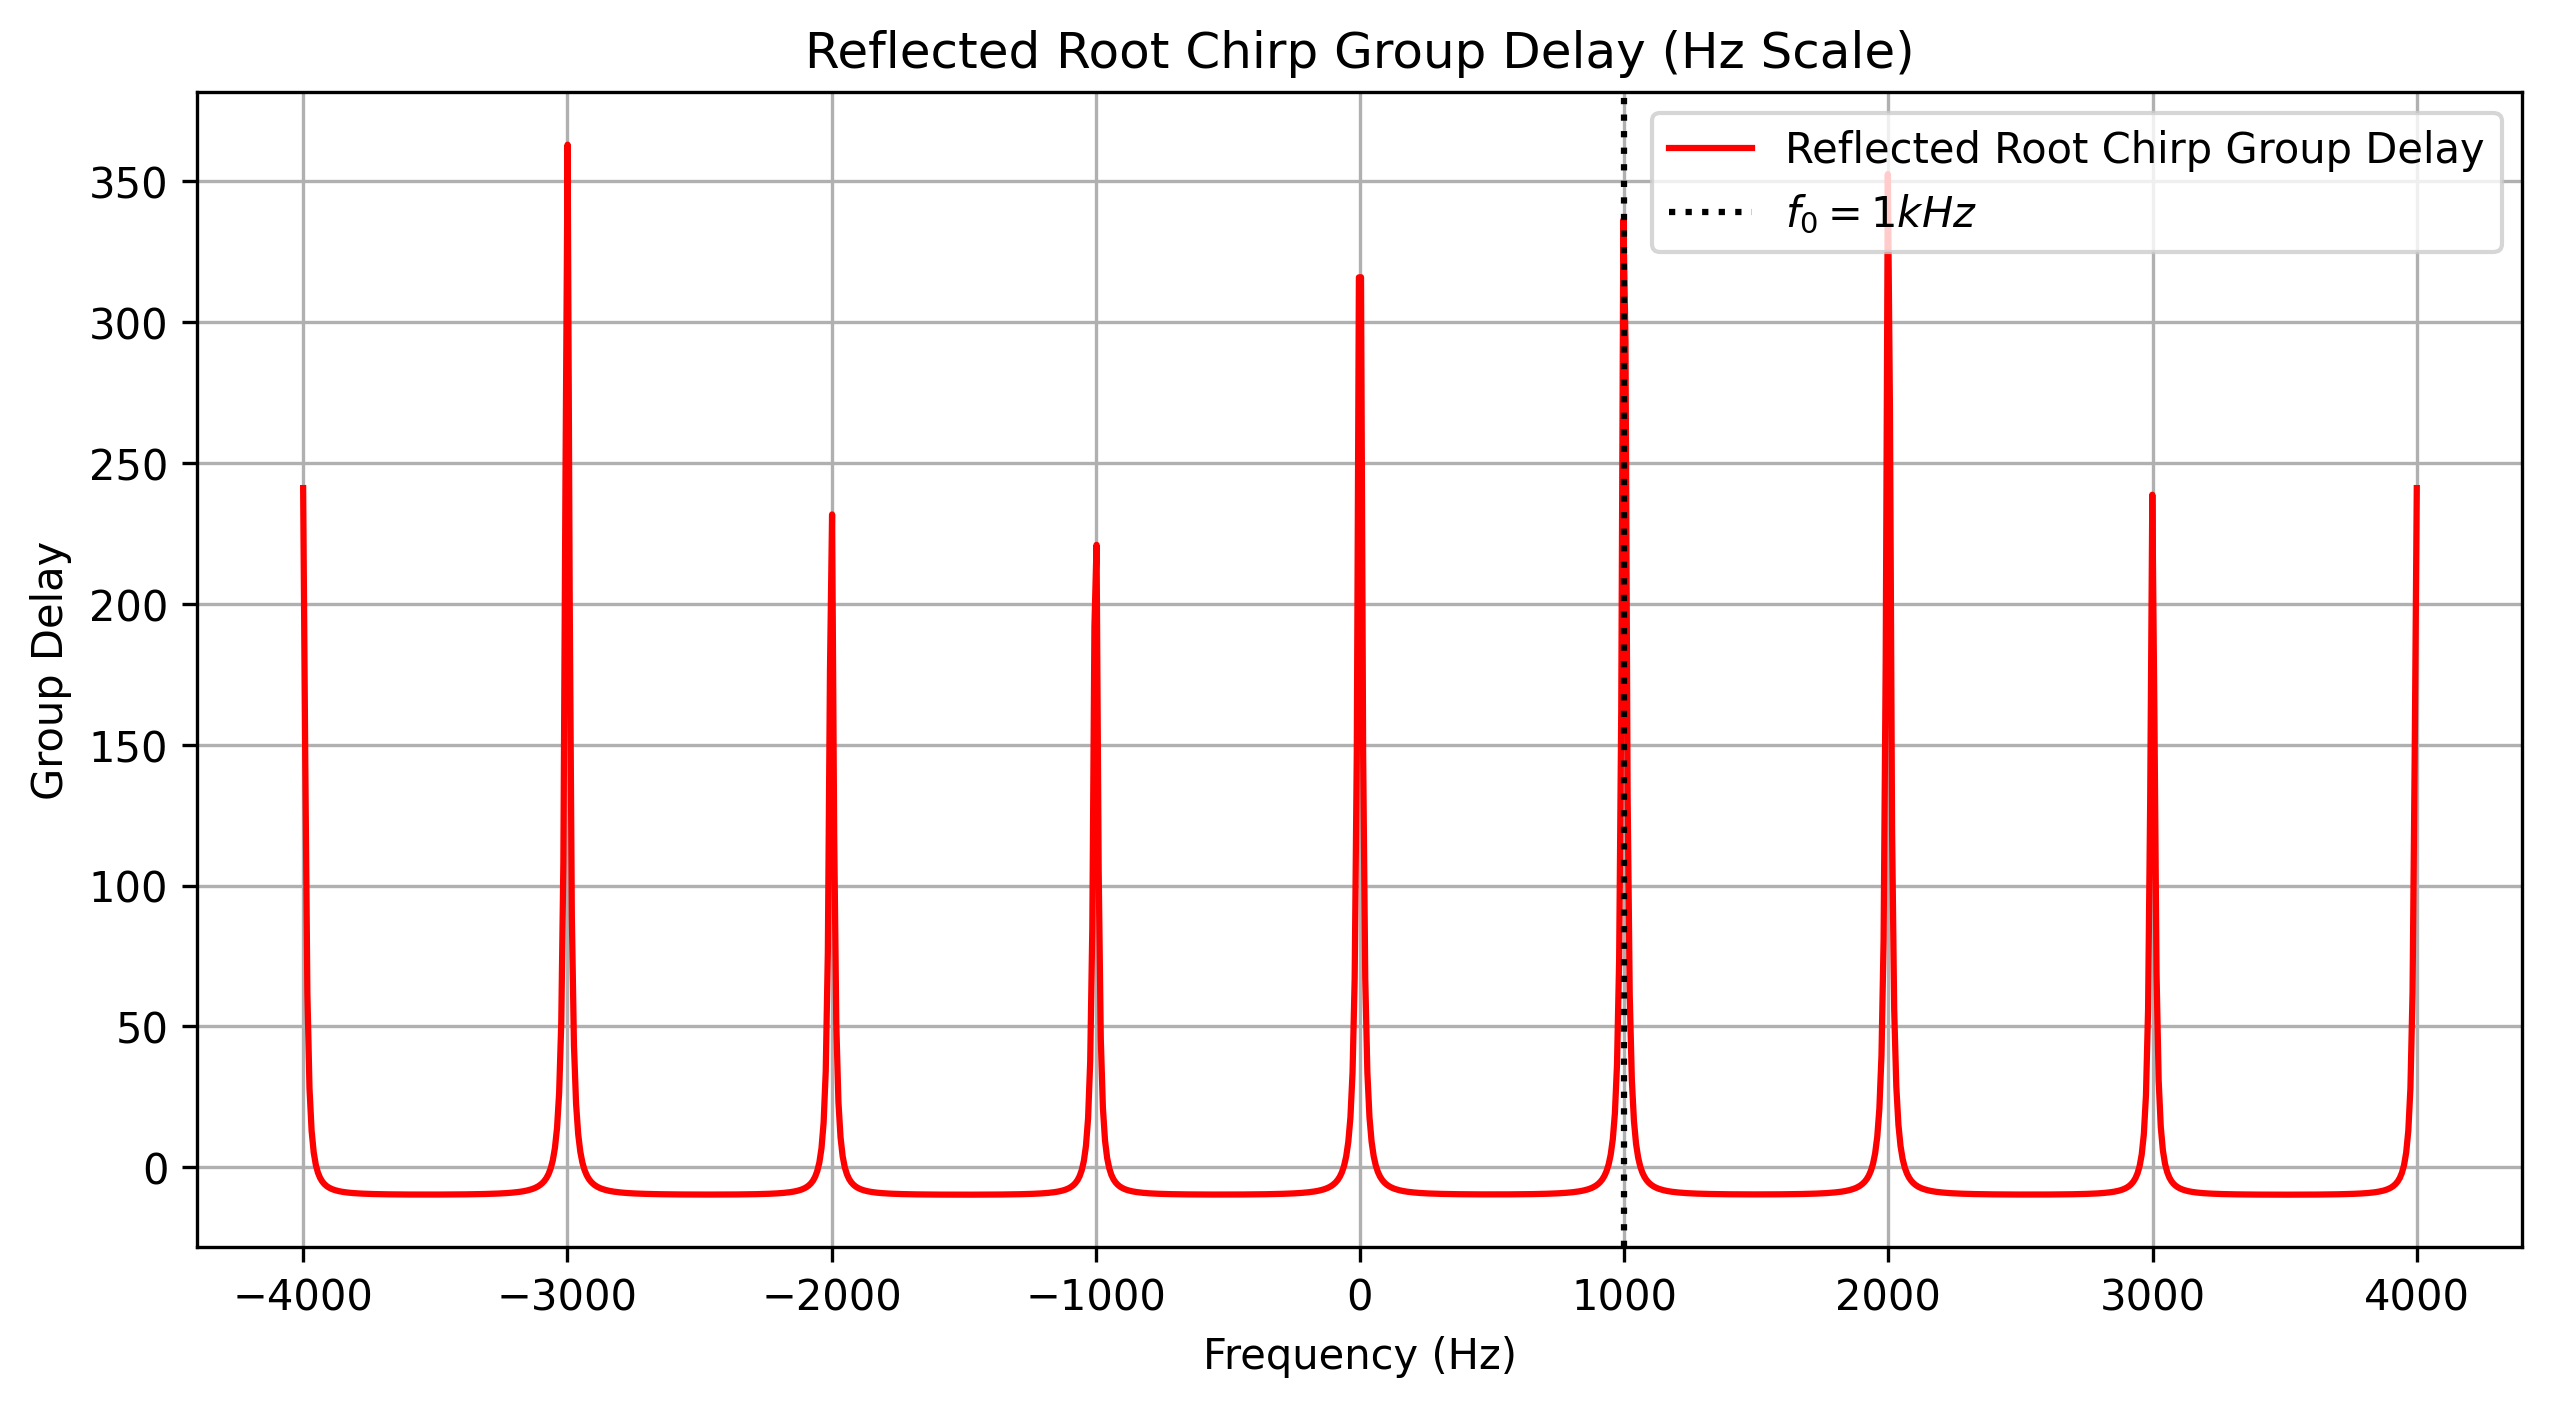 Reflected Root Chirp Group Delay (Hz Scale)
Reflected Root Chirp Group Delay
f₀ = 1kHz
Group Delay
350
300
250
200
150
100
50
0
−4000 −3000 −2000 −1000 0 1000 2000 3000 4000
Frequency (Hz)